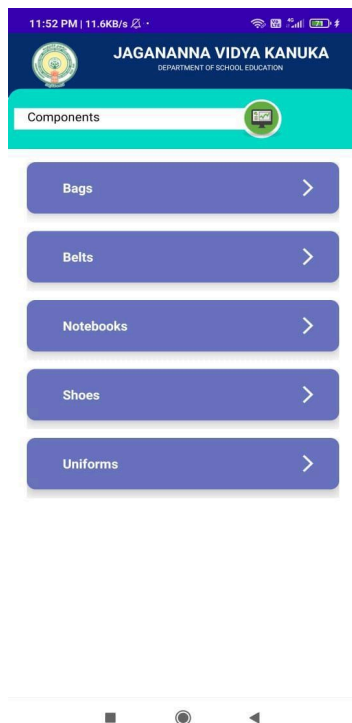 11:52 PM | 11.6KB/s
JAGANANNA VIDYA KANUKA
DEPARTMENT OF SCHOOL EDUCATION
Components
Bags
Belts
Notebooks
Shoes
Uniforms